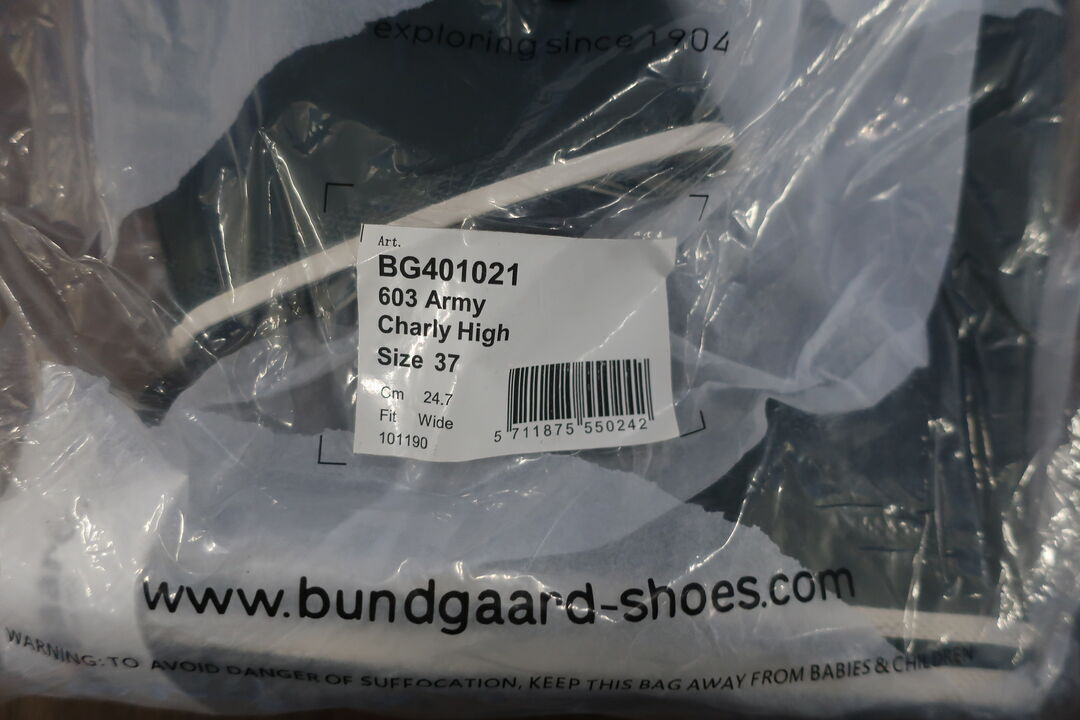 exploring since 1904
Art.
BG401021
603 Army
Charly High
Size 37
Cm 24.7
Fit Wide
101190
5 711875 550242
www.bundgaard-shoes.com
WARNING: TO AVOID DANGER OF SUFFOCATION, KEEP THIS BAG AWAY FROM BABIES & CHILDREN